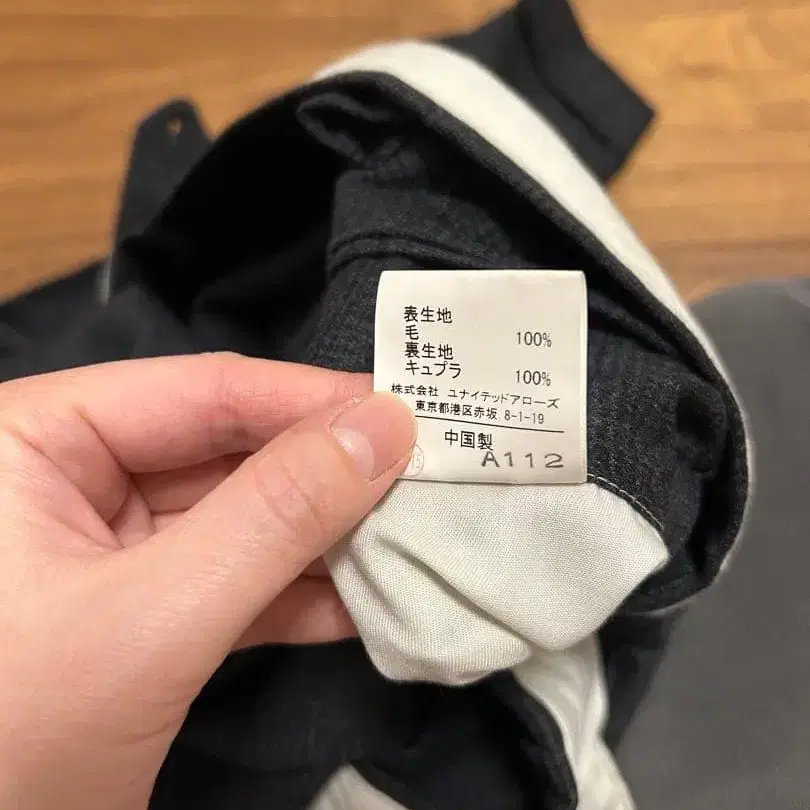 表生地
毛 100%
裏生地
キュプラ 100%
株式会社 ユナイテッドアローズ
東京都港区赤坂 8-1-19
中国製
15 A112